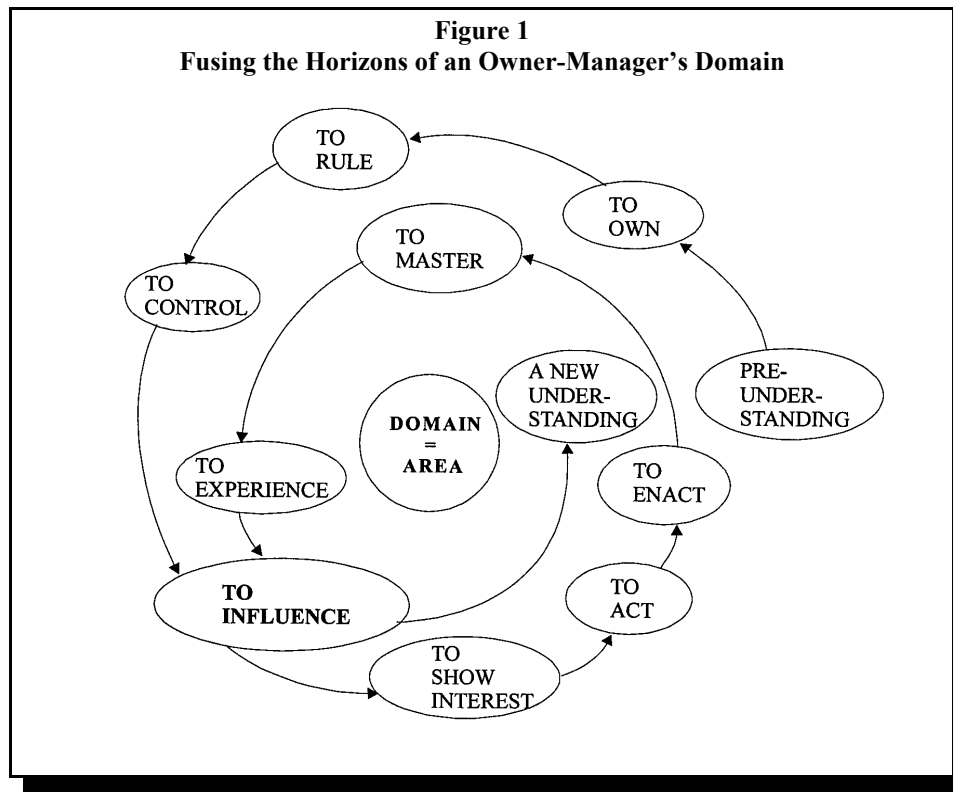 Figure 1
Fusing the Horizons of an Owner-Manager's Domain
TO
RULE
TO
OWN
TO
MASTER
TO
CONTROL
A NEW
UNDER-
STANDING
PRE-
UNDER-
STANDING
DOMAIN
=
AREA
TO
EXPERIENCE
TO
ENACT
TO
INFLUENCE
TO
ACT
TO
SHOW
INTEREST